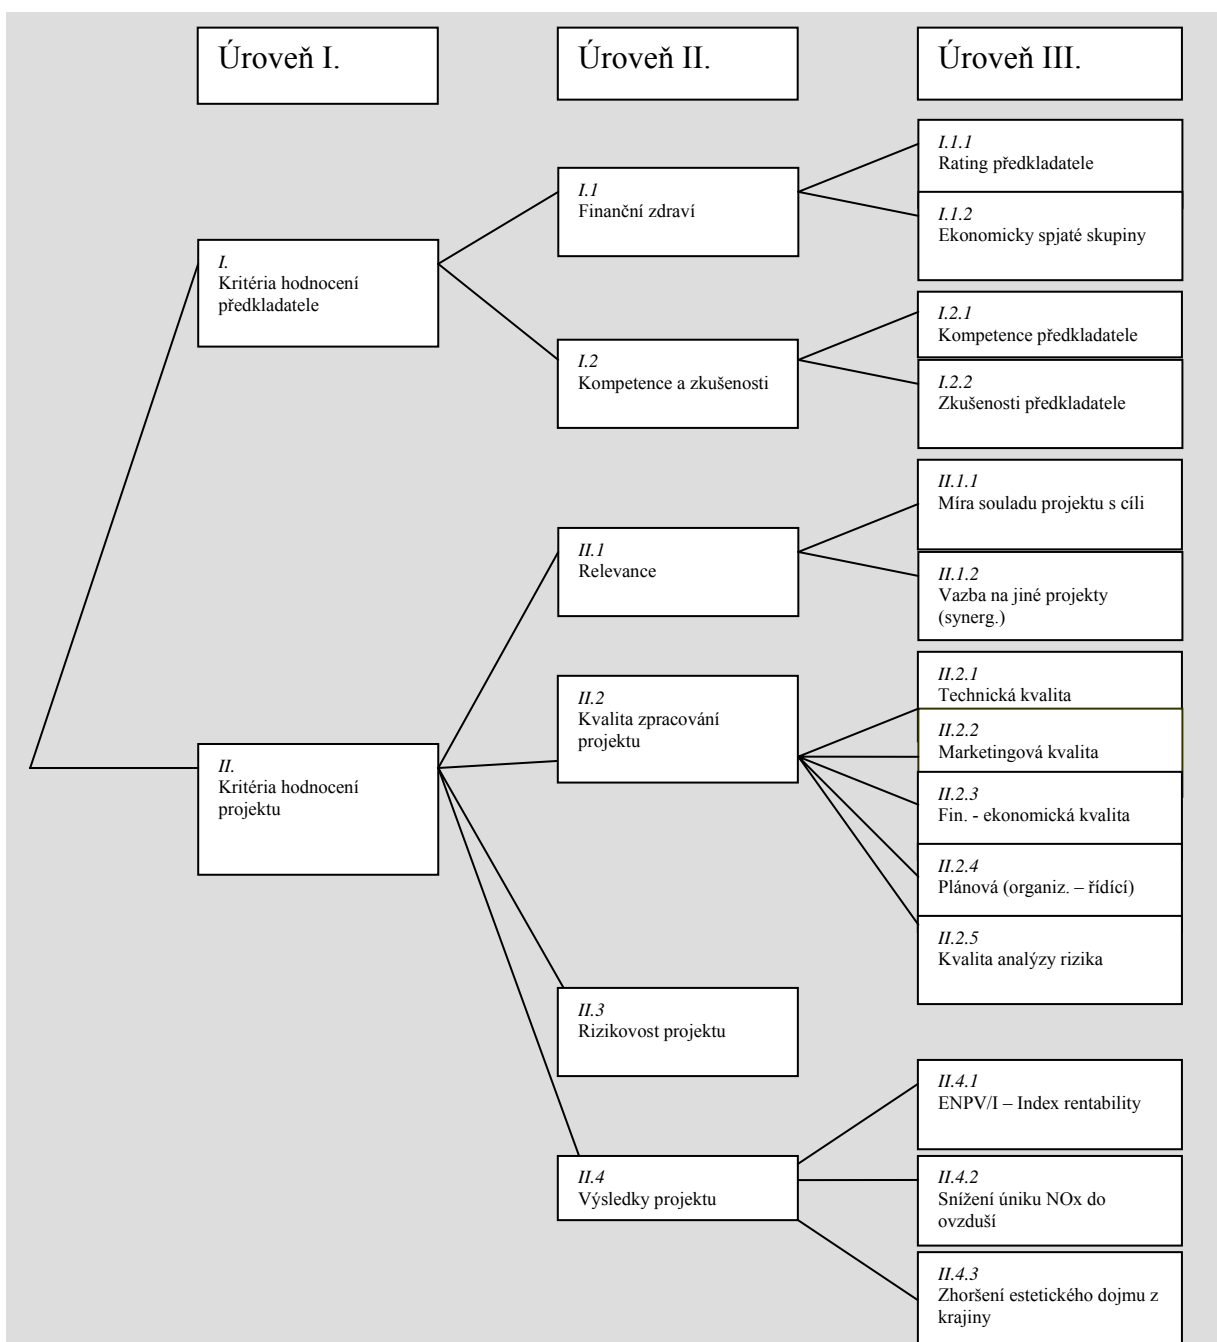 Úroveň I.
Úroveň II.
Úroveň III.
I.
Kritéria hodnocení
předkladatele
I.1
Finanční zdraví
I.1.1
Rating předkladatele
I.1.2
Ekonomicky spjaté skupiny
I.2
Kompetence a zkušenosti
I.2.1
Kompetence předkladatele
I.2.2
Zkušenosti předkladatele
II.
Kritéria hodnocení
projektu
II.1
Relevance
II.1.1
Míra souladu projektu s cíli
II.1.2
Vazba na jiné projekty
(synerg.)
II.2
Kvalita zpracování
projektu
II.2.1
Technická kvalita
II.2.2
Marketingová kvalita
II.2.3
Fin. - ekonomická kvalita
II.2.4
Plánová (organiz. – řídící)
II.2.5
Kvalita analýzy rizika
II.3
Rizikovost projektu
II.4
Výsledky projektu
II.4.1
ENPV/I – Index rentability
II.4.2
Snížení úniku NOx do
ovzduší
II.4.3
Zhoršení estetického dojmu z
krajiny